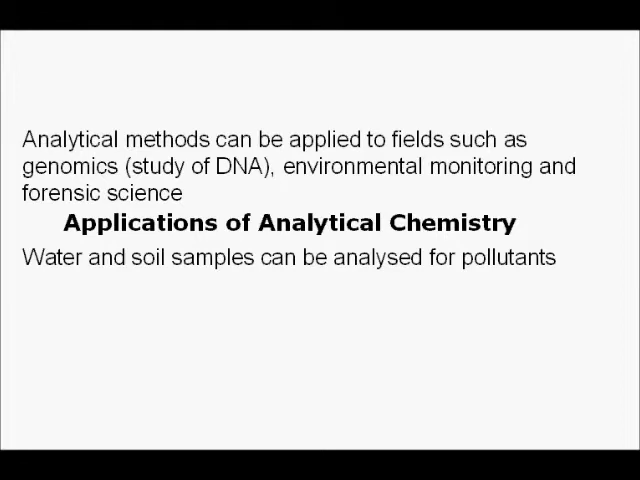 Analytical methods can be applied to fields such as
genomics (study of DNA), environmental monitoring and
forensic science
Applications of Analytical Chemistry
Water and soil samples can be analysed for pollutants